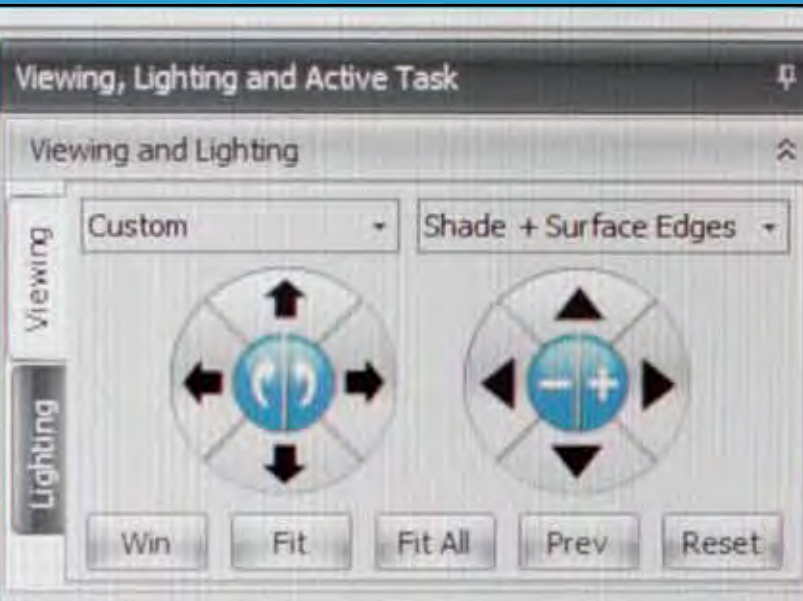 Viewing, Lighting and Active Task
Viewing and Lighting
Viewing
Lighting
Custom
Shade + Surface Edges
Win
Fit
Fit All
Prev
Reset